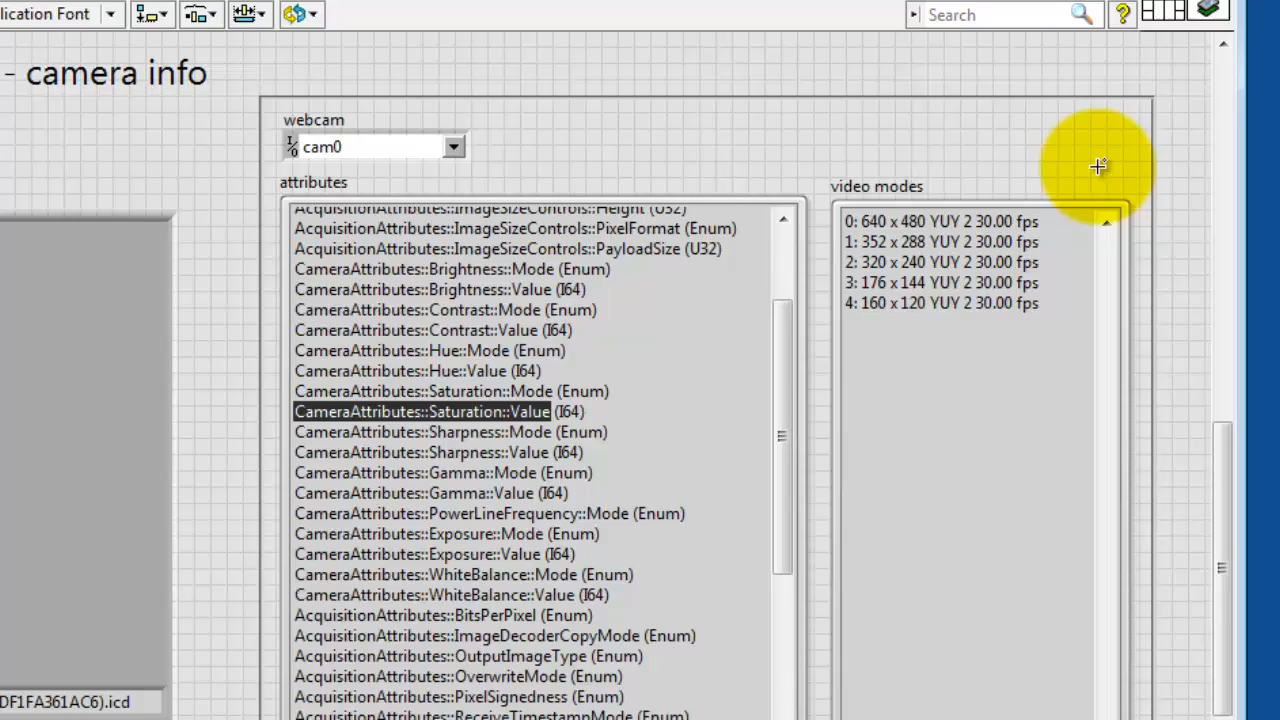 lication Font
Search
?
- camera info
webcam
cam0
attributes
video modes
AcquisitionAttributes::ImageSizeControls::Height (U32)
AcquisitionAttributes::ImageSizeControls::PixelFormat (Enum)
AcquisitionAttributes::ImageSizeControls::PayloadSize (U32)
CameraAttributes::Brightness::Mode (Enum)
CameraAttributes::Brightness::Value (I64)
CameraAttributes::Contrast::Mode (Enum)
CameraAttributes::Contrast::Value (I64)
CameraAttributes::Hue::Mode (Enum)
CameraAttributes::Hue::Value (I64)
CameraAttributes::Saturation::Mode (Enum)
CameraAttributes::Saturation::Value (I64)
CameraAttributes::Sharpness::Mode (Enum)
CameraAttributes::Sharpness::Value (I64)
CameraAttributes::Gamma::Mode (Enum)
CameraAttributes::Gamma::Value (I64)
CameraAttributes::PowerLineFrequency::Mode (Enum)
CameraAttributes::Exposure::Mode (Enum)
CameraAttributes::Exposure::Value (I64)
CameraAttributes::WhiteBalance::Mode (Enum)
CameraAttributes::WhiteBalance::Value (I64)
AcquisitionAttributes::BitsPerPixel (Enum)
AcquisitionAttributes::ImageDecoderCopyMode (Enum)
AcquisitionAttributes::OutputImageType (Enum)
AcquisitionAttributes::OverwriteMode (Enum)
AcquisitionAttributes::PixelSignedness (Enum)
AcquisitionAttributes::ReceiveTimestampMode (Enum)
0: 640 x 480 YUY 2 30.00 fps
1: 352 x 288 YUY 2 30.00 fps
2: 320 x 240 YUY 2 30.00 fps
3: 176 x 144 YUY 2 30.00 fps
4: 160 x 120 YUY 2 30.00 fps
DF1FA361AC6).icd